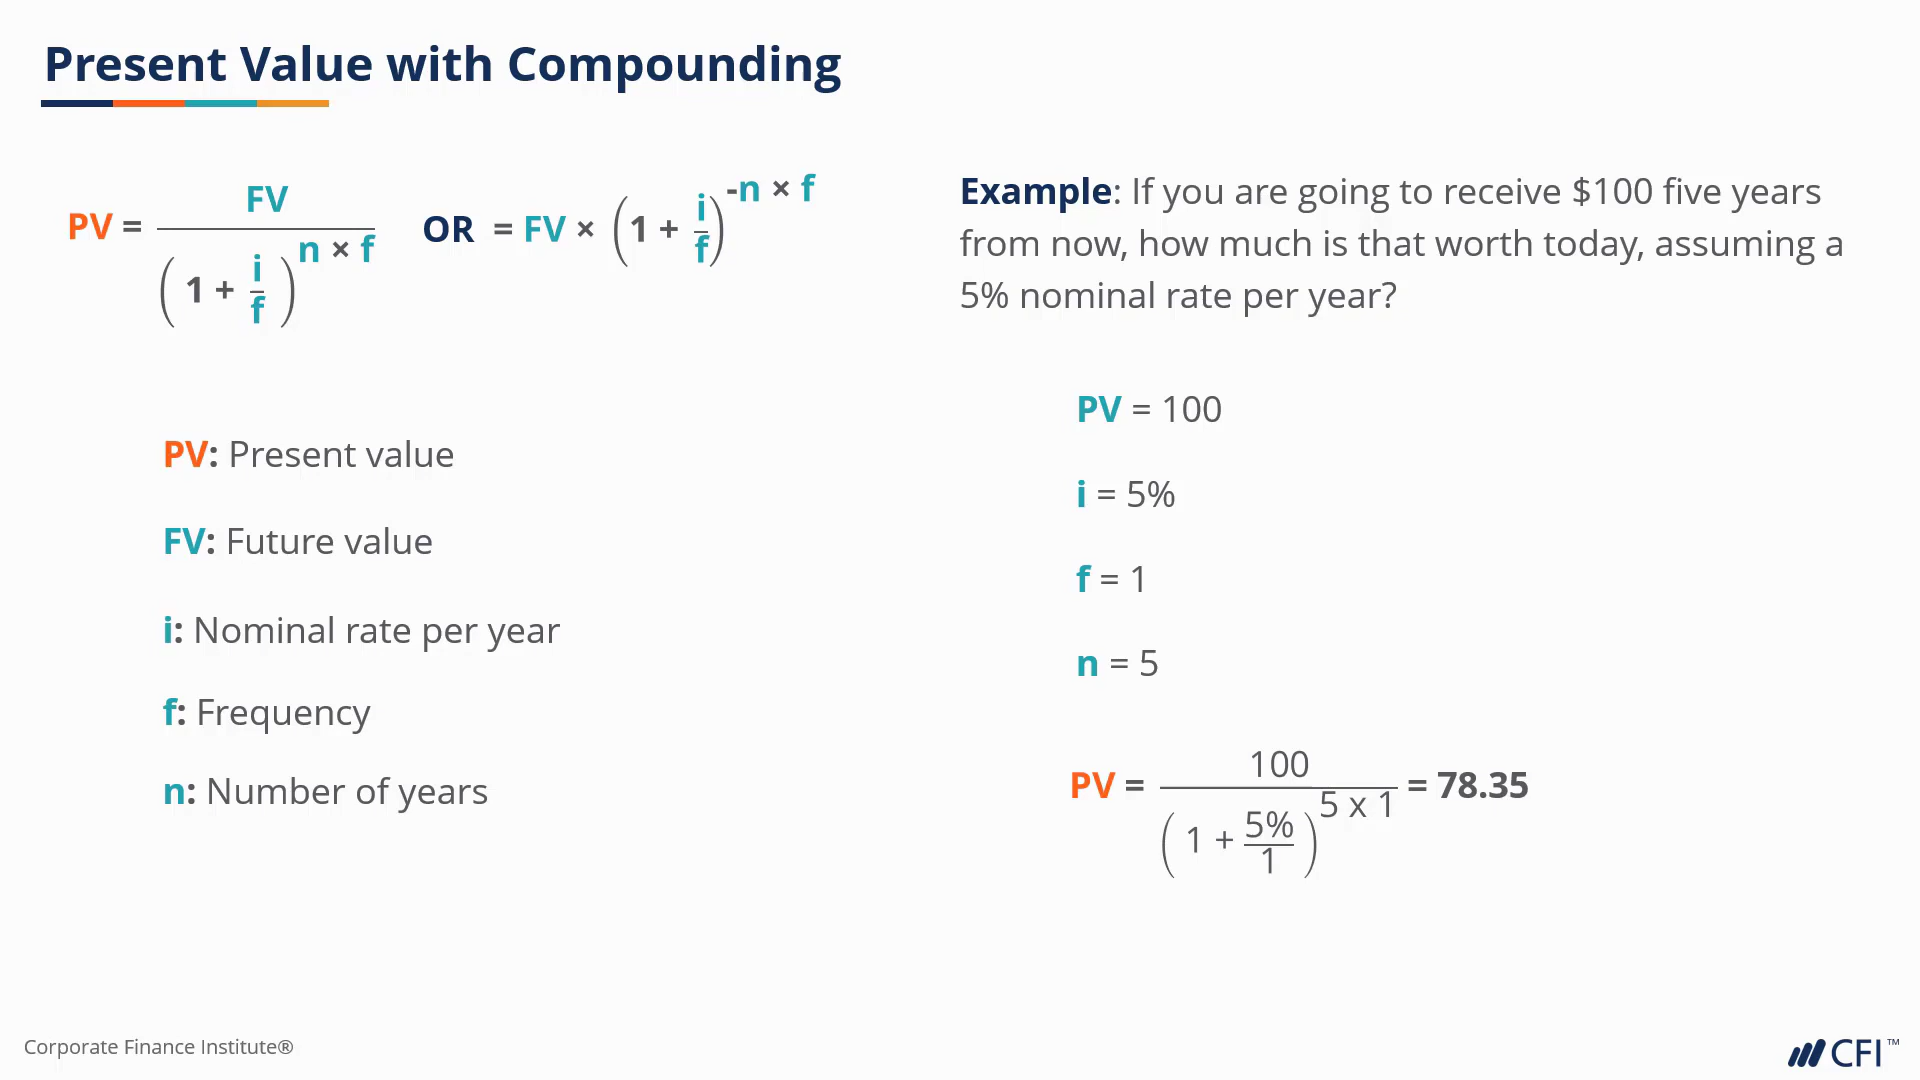 Present Value with Compounding
PV = FV / ( 1 + i/f )^(n × f) OR = FV × (1 + i/f)^(-n × f)
PV: Present value
FV: Future value
i: Nominal rate per year
f: Frequency
n: Number of years
Example: If you are going to receive $100 five years
from now, how much is that worth today, assuming a
5% nominal rate per year?
PV = 100
i = 5%
f = 1
n = 5
PV = 100 / ( 1 + 5%/1 )^(5 x 1) = 78.35
Corporate Finance Institute®
CFI™